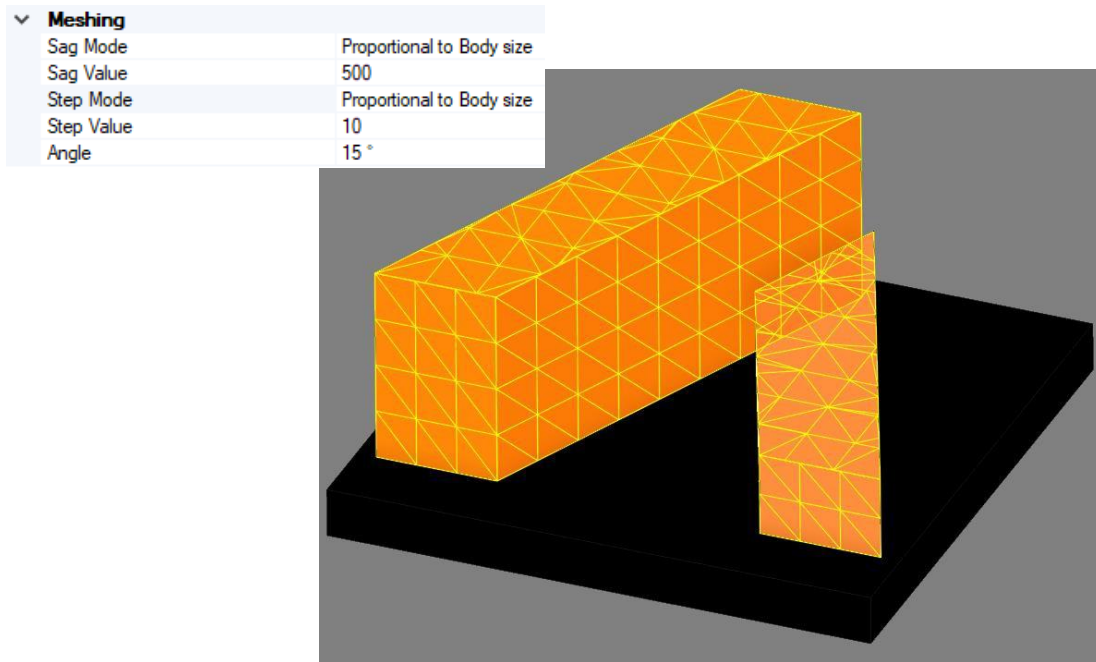 Meshing
Sag Mode Proportional to Body size
Sag Value 500
Step Mode Proportional to Body size
Step Value 10
Angle 15 °